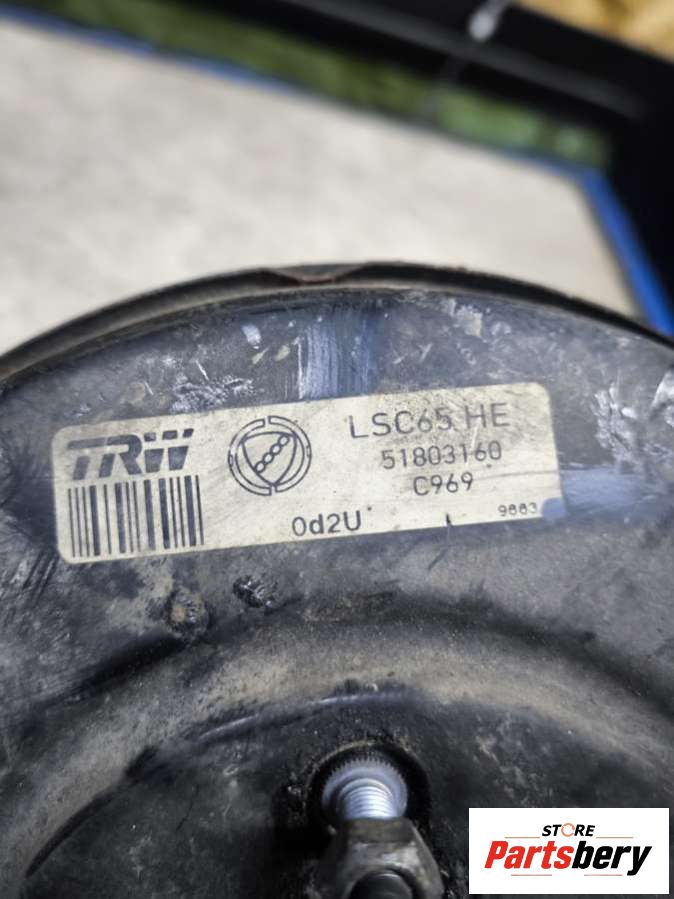 TRW
LSC65 HE
51803160
C969
0d2U
9883
STORE
Partsbery